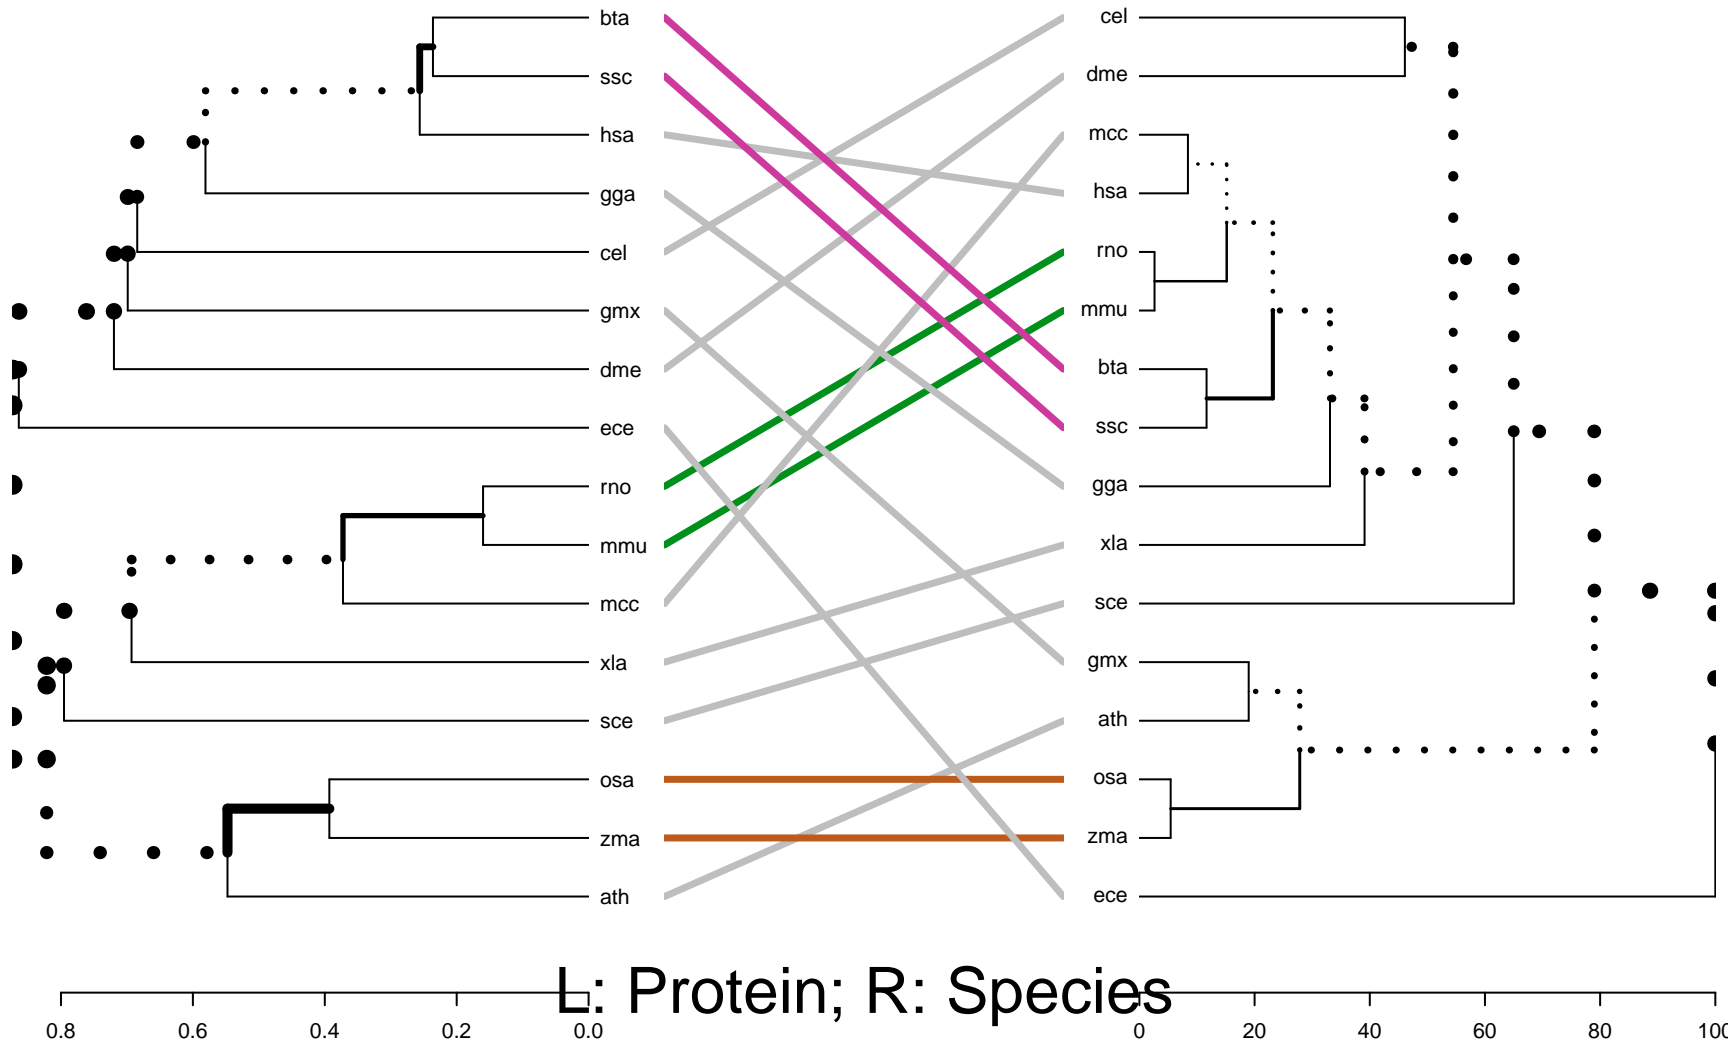 bta cel
ssc dme
hsa mcc
gga hsa
cel rno
gmx mmu
dme bta
ece ssc
rno gga
mmu xla
mcc sce
xla gmx
sce ath
osa osa
zma zma
ath ece
L: Protein; R: Species
0.8 0.6 0.4 0.2 0.0 0 20 40 60 80 100